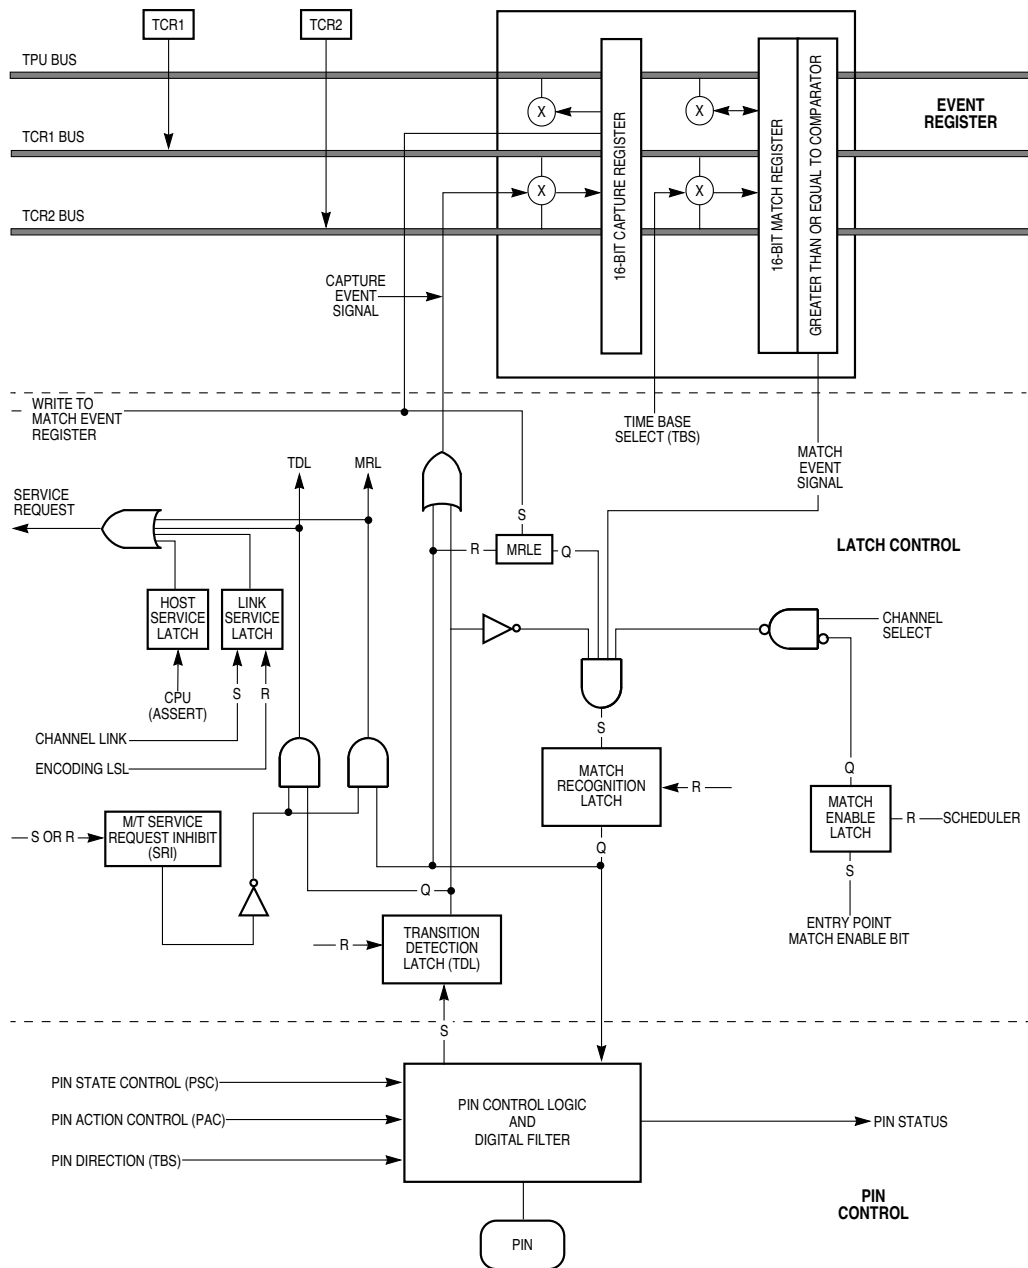 TCR1
TCR2
TPU BUS
TCR1 BUS
TCR2 BUS
X
X
X
X
16-BIT CAPTURE REGISTER
16-BIT MATCH REGISTER
GREATER THAN OR EQUAL TO COMPARATOR
EVENT
REGISTER
CAPTURE
EVENT
SIGNAL
WRITE TO
MATCH EVENT
REGISTER
TIME BASE
SELECT (TBS)
MATCH
EVENT
SIGNAL
TDL
MRL
SERVICE
REQUEST
S
R
MRLE
Q
LATCH CONTROL
HOST
SERVICE
LATCH
LINK
SERVICE
LATCH
CHANNEL
SELECT
CPU
(ASSERT)
S
R
CHANNEL LINK
ENCODING LSL
S
MATCH
RECOGNITION
LATCH
R
Q
Q
MATCH
ENABLE
LATCH
R
SCHEDULER
S
ENTRY POINT
MATCH ENABLE BIT
S OR R
M/T SERVICE
REQUEST INHIBIT
(SRI)
Q
R
TRANSITION
DETECTION
LATCH (TDL)
S
PIN STATE CONTROL (PSC)
PIN ACTION CONTROL (PAC)
PIN DIRECTION (TBS)
PIN CONTROL LOGIC
AND
DIGITAL FILTER
PIN STATUS
PIN
CONTROL
PIN